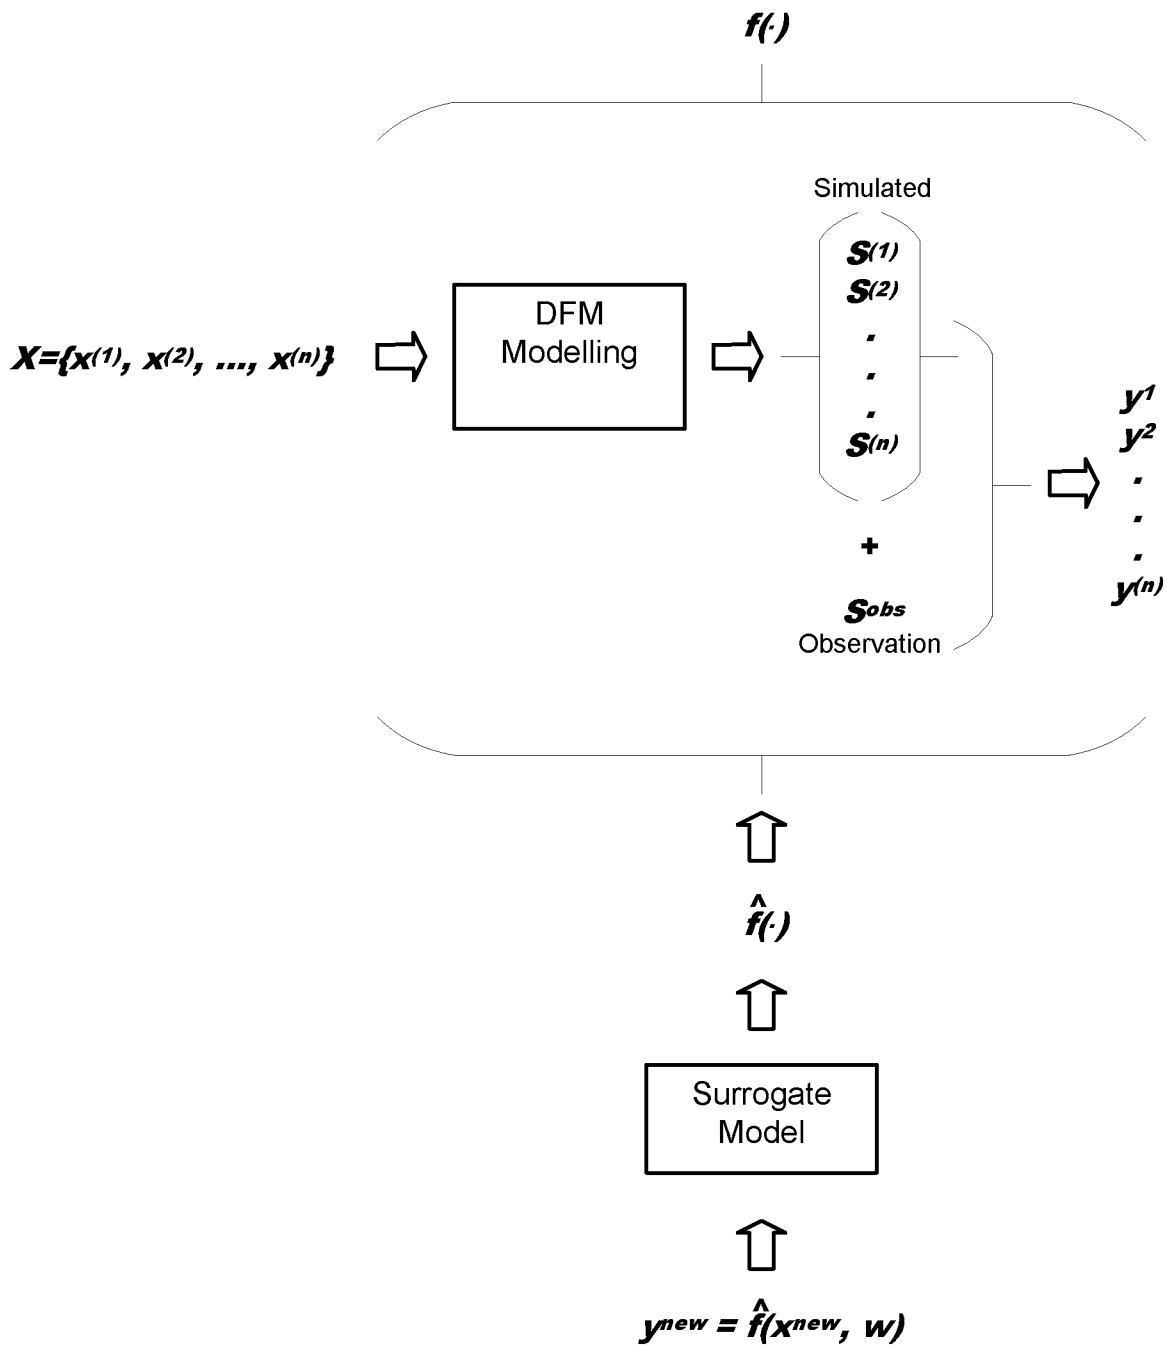 f(·)
Simulated
S(1)
S(2)
.
.
.
S(n)
DFM
Modelling
X={x(1), x(2), ..., x(n)}
+
Sobs
Observation
y1
y2
.
.
.
y(n)
f̂(·)
Surrogate
Model
ynew = f̂(xnew, w)